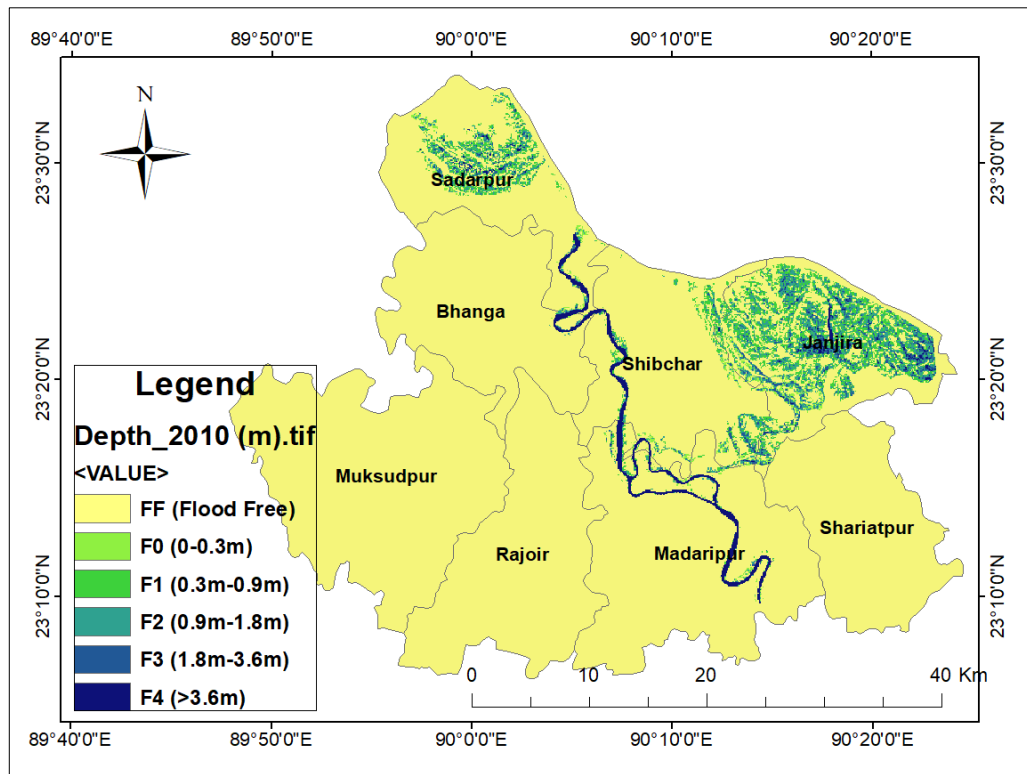 89°40'0"E 89°50'0"E 90°0'0"E 90°10'0"E 90°20'0"E
N
23°30'0"N 23°30'0"N
Sadarpur
Bhanga
Janjira
Shibchar
23°20'0"N 23°20'0"N
Legend
Depth_2010 (m).tif
<VALUE>
FF (Flood Free)
F0 (0-0.3m)
F1 (0.3m-0.9m)
F2 (0.9m-1.8m)
F3 (1.8m-3.6m)
F4 (>3.6m)
Muksudpur
Shariatpur
Rajoir
Madaripur
23°10'0"N 23°10'0"N
0 10 20 40 Km
89°40'0"E 89°50'0"E 90°0'0"E 90°10'0"E 90°20'0"E